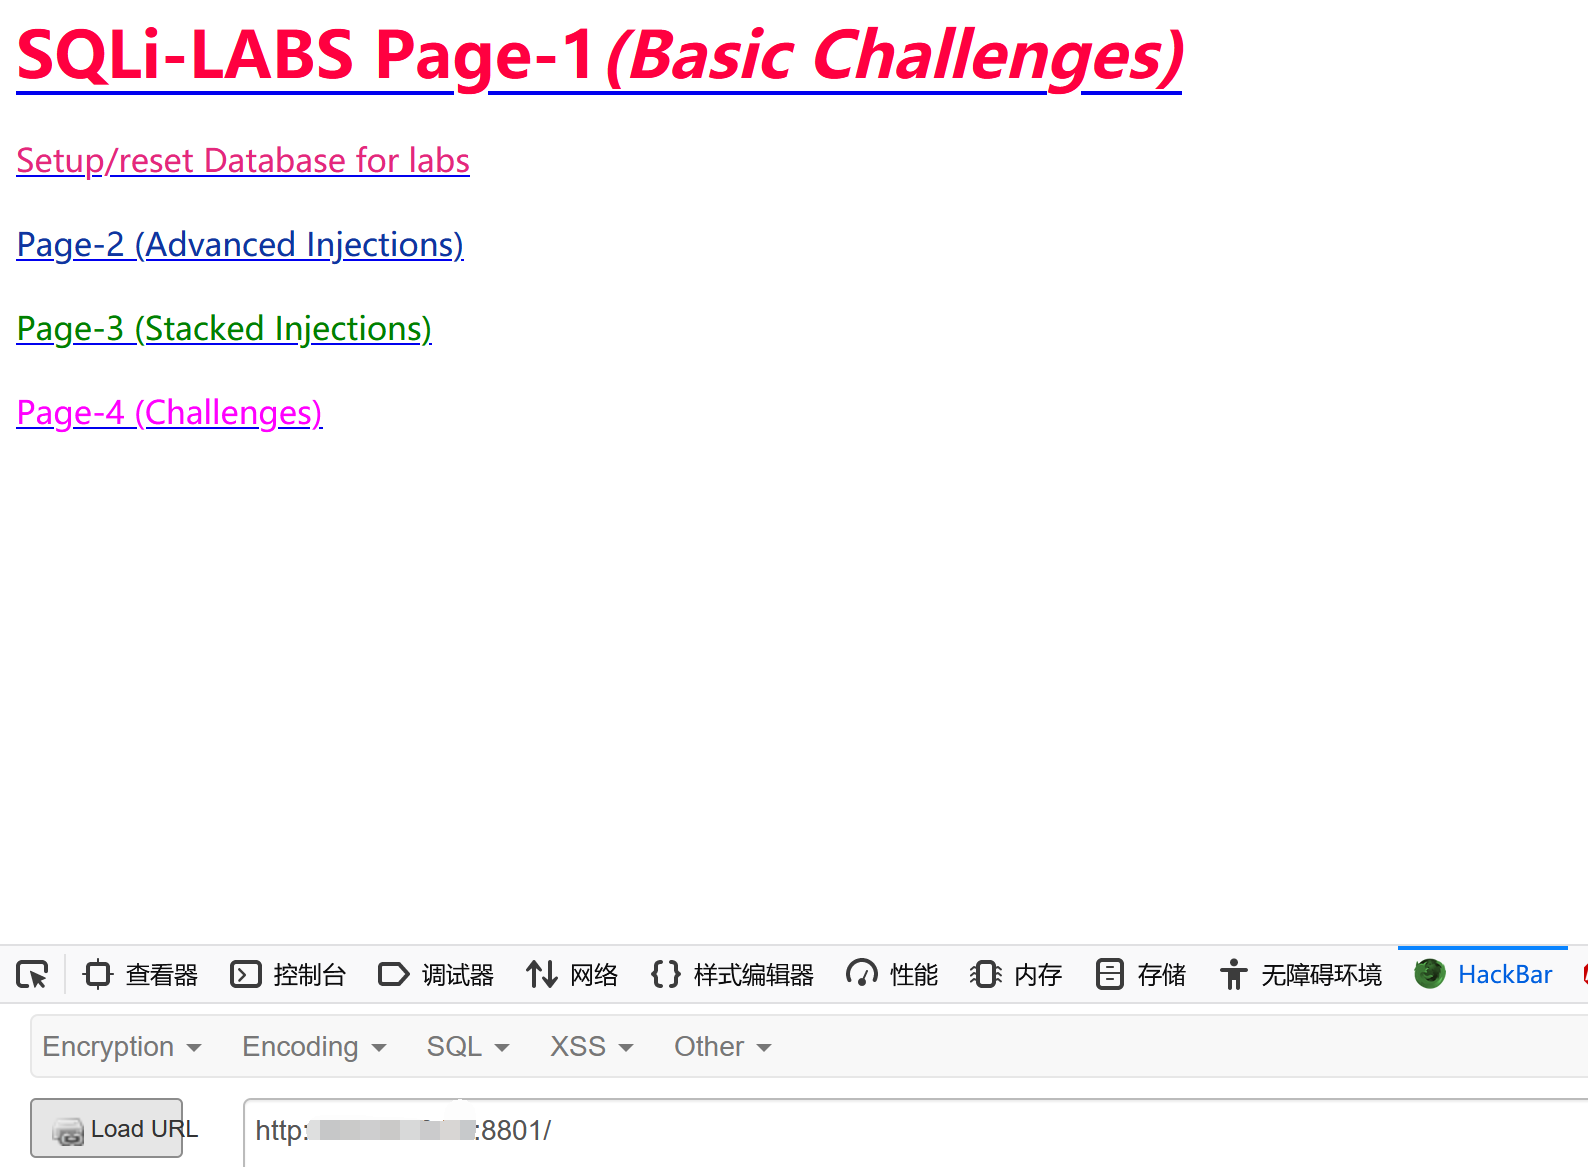 SQLi-LABS Page-1(Basic Challenges)
Setup/reset Database for labs
Page-2 (Advanced Injections)
Page-3 (Stacked Injections)
Page-4 (Challenges)
查看器 控制台 调试器 网络 样式编辑器 性能 内存 存储 无障碍环境 HackBar
Encryption Encoding SQL XSS Other
Load URL http: :8801/